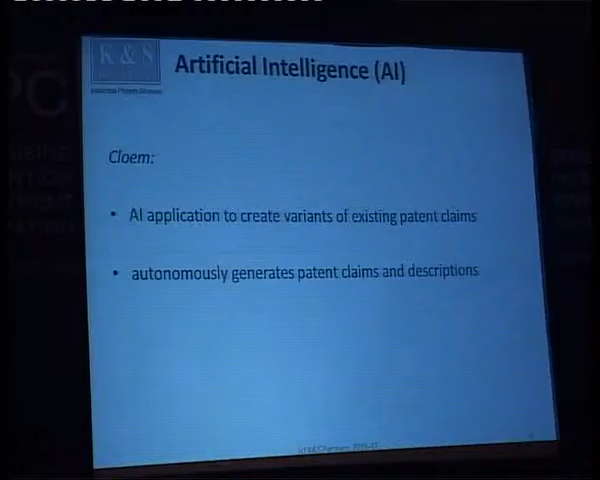 K & S
Artificial Intelligence (AI)
Cloem:
• AI application to create variants of existing patent claims
• autonomously generates patent claims and descriptions